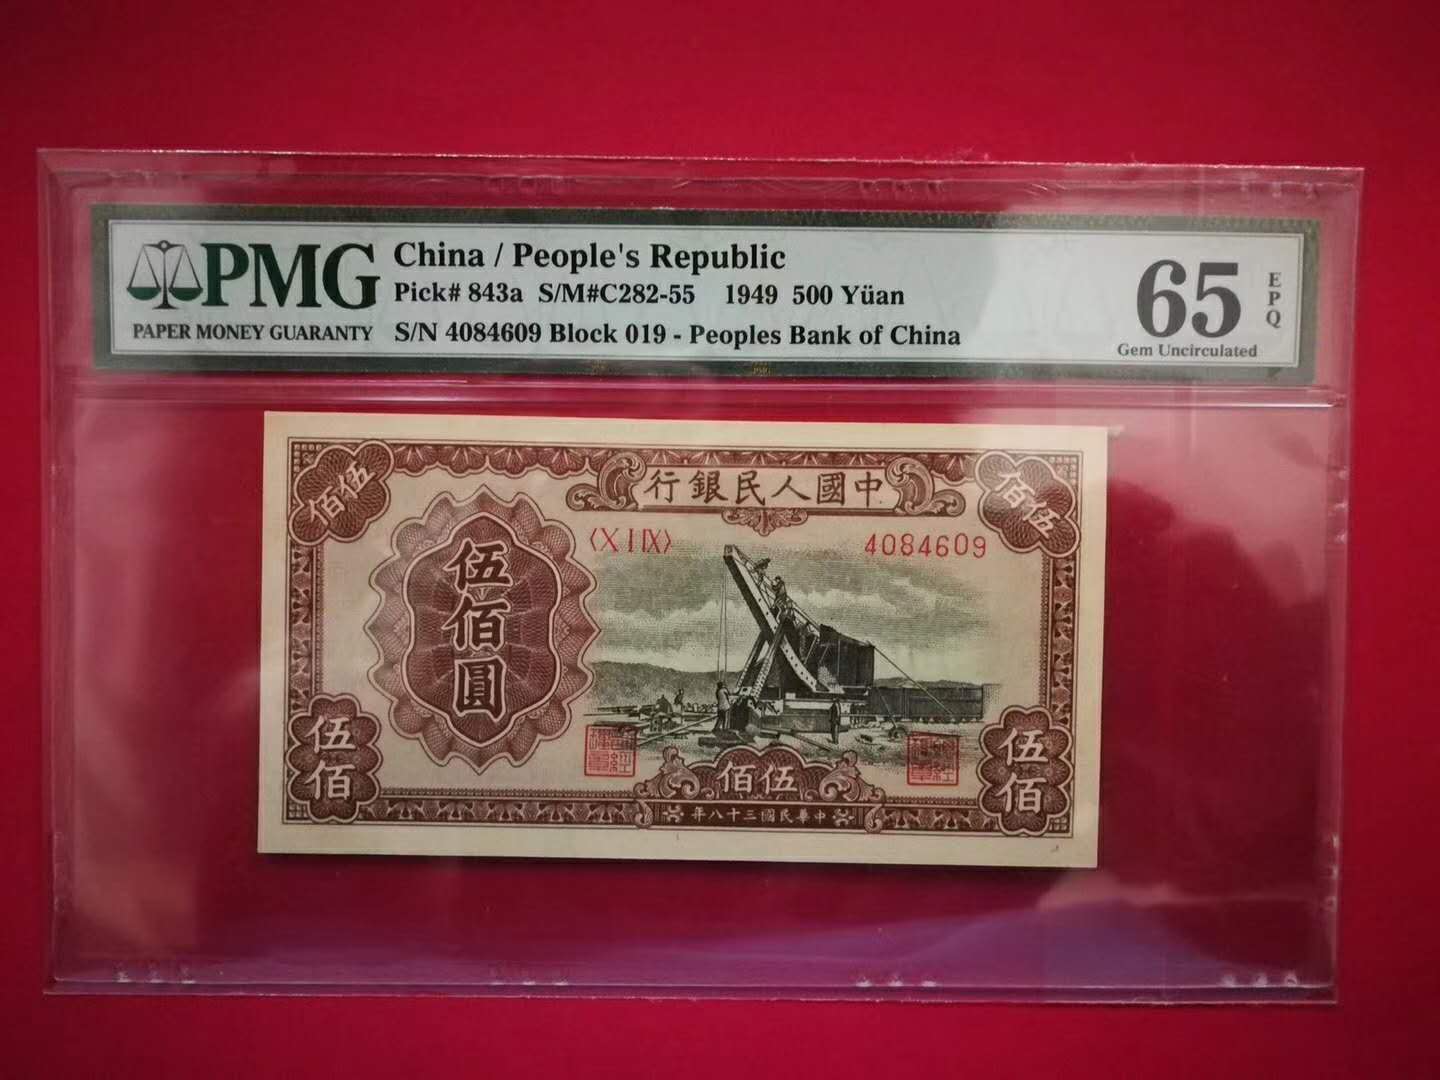 PMG
PAPER MONEY GUARANTY
China / People's Republic
Pick# 843a S/M#C282-55 1949 500 Yüan
S/N 4084609 Block 019 - Peoples Bank of China
65
EPQ
Gem Uncirculated
伍佰
行銀民人國中
伍佰
〈X I IX〉
4084609
伍佰圓
伍佰
伍佰
佰伍
年八十三國民華中